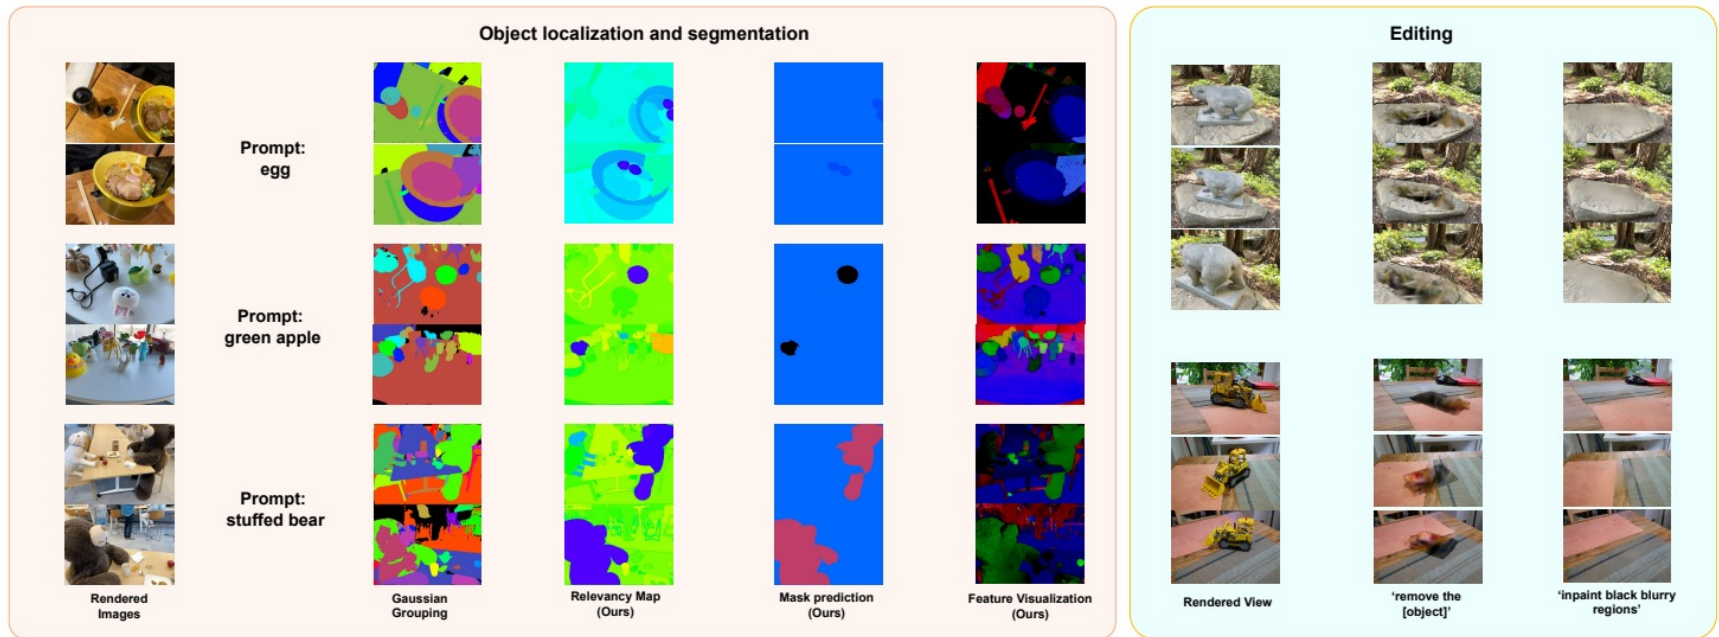 Object localization and segmentation
Prompt:
egg
Prompt:
green apple
Prompt:
stuffed bear
Rendered
Images
Gaussian
Grouping
Relevancy Map
(Ours)
Mask prediction
(Ours)
Feature Visualization
(Ours)
Editing
Rendered View
‘remove the
[object]’
‘inpaint black blurry
regions’